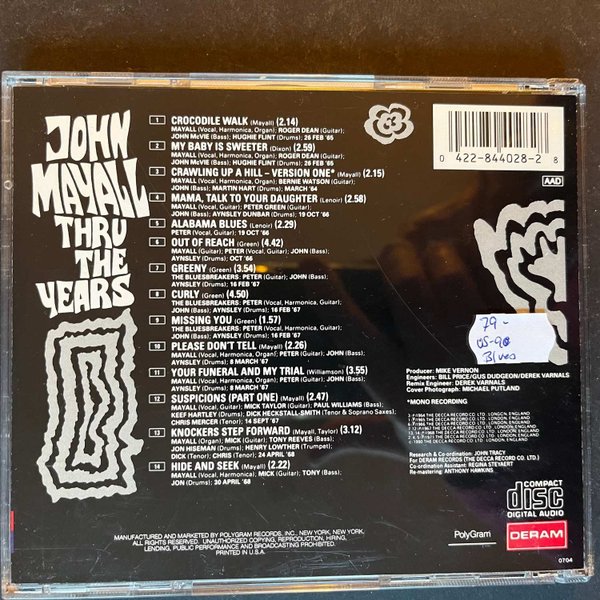 JOHN
MAYALL
THRU
THE
YEARS
1 CROCODILE WALK (Mayall) (2.14)
MAYALL (Vocal, Harmonica, Organ); ROGER DEAN (Guitar);
JOHN McVIE (Bass); HUGHIE FLINT (Drums); 26 FEB '65
2 MY BABY IS SWEETER (Dixon) (2.59)
MAYALL (Vocal, Harmonica, Organ); ROGER DEAN (Guitar);
JOHN McVIE (Bass); HUGHIE FLINT (Drums); 26 FEB '65
3 CRAWLING UP A HILL – VERSION ONE* (Mayall) (2.15)
MAYALL (Vocal, Harmonica, Organ); BERNIE WATSON (Guitar);
JOHN (Bass); MARTIN HART (Drums); MARCH '64
4 MAMA, TALK TO YOUR DAUGHTER (Lenoir) (2.58)
MAYALL (Vocal, Guitar); PETER GREEN (Guitar);
JOHN (Bass); AYNSLEY DUNBAR (Drums); 19 OCT '66
5 ALABAMA BLUES (Lenoir) (2.29)
PETER (Vocal, Guitar); 19 OCT '66
6 OUT OF REACH (Green) (4.42)
MAYALL (Piano); PETER (Vocal, Guitar); JOHN (Bass);
AYNSLEY (Drums); OCT '66
7 GREENY (Green) (3.54)
THE BLUESBREAKERS: PETER (Guitar); JOHN (Bass);
AYNSLEY (Drums); 16 FEB '67
8 CURLY (Green) (4.50)
THE BLUESBREAKERS: PETER (Vocal, Harmonica, Guitar);
JOHN (Bass); AYNSLEY (Drums); 16 FEB '67
9 MISSING YOU (Green) (1.57)
THE BLUESBREAKERS: PETER (Vocal, Harmonica, Guitar);
JOHN (Bass); AYNSLEY (Drums); 16 FEB '67
10 PLEASE DON'T TELL (Mayall) (2.26)
MAYALL (Vocal, Harmonica, Guitar); PETER (Guitar); JOHN (Bass);
AYNSLEY (Drums); 8 MARCH '67
11 YOUR FUNERAL AND MY TRIAL (Williamson) (3.55)
MAYALL (Vocal, Harmonica, Guitar); PETER (Guitar); JOHN (Bass);
AYNSLEY (Drums); 8 MARCH '67
12 SUSPICIONS (PART ONE) (Mayall) (2.47)
MAYALL (Vocal, Guitar); MICK TAYLOR (Guitar); PAUL WILLIAMS (Bass);
KEEF HARTLEY (Drums); DICK HECKSTALL-SMITH (Tenor & Soprano Saxes);
CHRIS MERCER (Tenor Sax); 14 SEPT '67
13 KNOCKERS STEP FORWARD (Mayall, Taylor) (3.12)
MAYALL (Organ); MICK (Guitar); TONY REEVES (Bass);
JON HISEMAN (Drums); HENRY LOWTHER (Trumpet);
DICK (Tenor); CHRIS (Tenor); 24 APRIL '68
14 HIDE AND SEEK (Mayall) (2.22)
MAYALL (Vocal, Harmonica); MICK (Guitar); TONY (Bass);
JON (Drums); 30 APRIL '68
0 422-844028-2 8
AAD
79-
US-90
Blues
Producer: MIKE VERNON
Engineers: BILL PRICE/GUS DUDGEON/DEREK VARNALS
Remix Engineer: DEREK VARNALS
Cover Photograph: MICHAEL PUTLAND
*MONO RECORDING
Research & Co-ordination: JOHN TRACY
For DERAM RECORDS (THE DECCA RECORD CO. LTD.)
Co-ordination Assistant: REGINA STEYAERT
Re-mastering: ANTHONY HAWKINS
COMPACT
disc
DIGITAL AUDIO
PolyGram
DERAM
0704
MANUFACTURED AND MARKETED BY POLYGRAM RECORDS, INC., NEW YORK, NEW YORK.
ALL RIGHTS RESERVED. UNAUTHORIZED COPYING, REPRODUCTION, HIRING,
LENDING, PUBLIC PERFORMANCE AND BROADCASTING PROHIBITED.
PRINTED IN U.S.A.